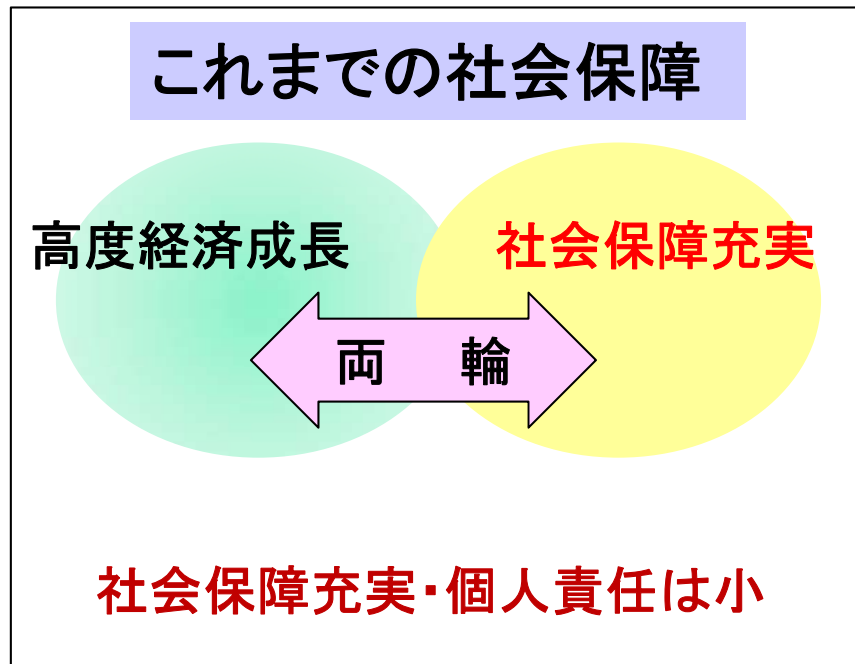 これまでの社会保障
高度経済成長
社会保障充実
両　輪
社会保障充実・個人責任は小